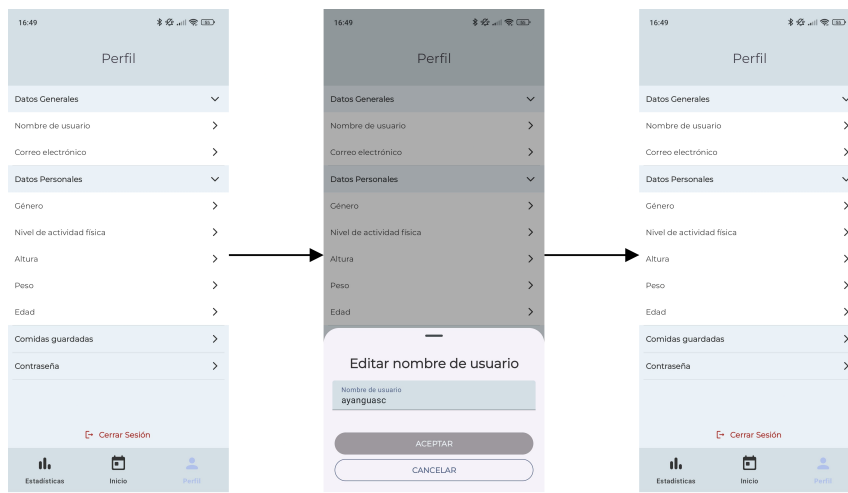 16:49
Perfil
Datos Generales
Nombre de usuario
Correo electrónico
Datos Personales
Género
Nivel de actividad física
Altura
Peso
Edad
Comidas guardadas
Contraseña
Cerrar Sesión
Estadísticas Inicio Perfil
16:49
Perfil
Datos Generales
Nombre de usuario
Correo electrónico
Datos Personales
Género
Nivel de actividad física
Altura
Peso
Edad
Editar nombre de usuario
Nombre de usuario
ayanguasc
ACEPTAR
CANCELAR
16:49
Perfil
Datos Generales
Nombre de usuario
Correo electrónico
Datos Personales
Género
Nivel de actividad física
Altura
Peso
Edad
Comidas guardadas
Contraseña
Cerrar Sesión
Estadísticas Inicio Perfil